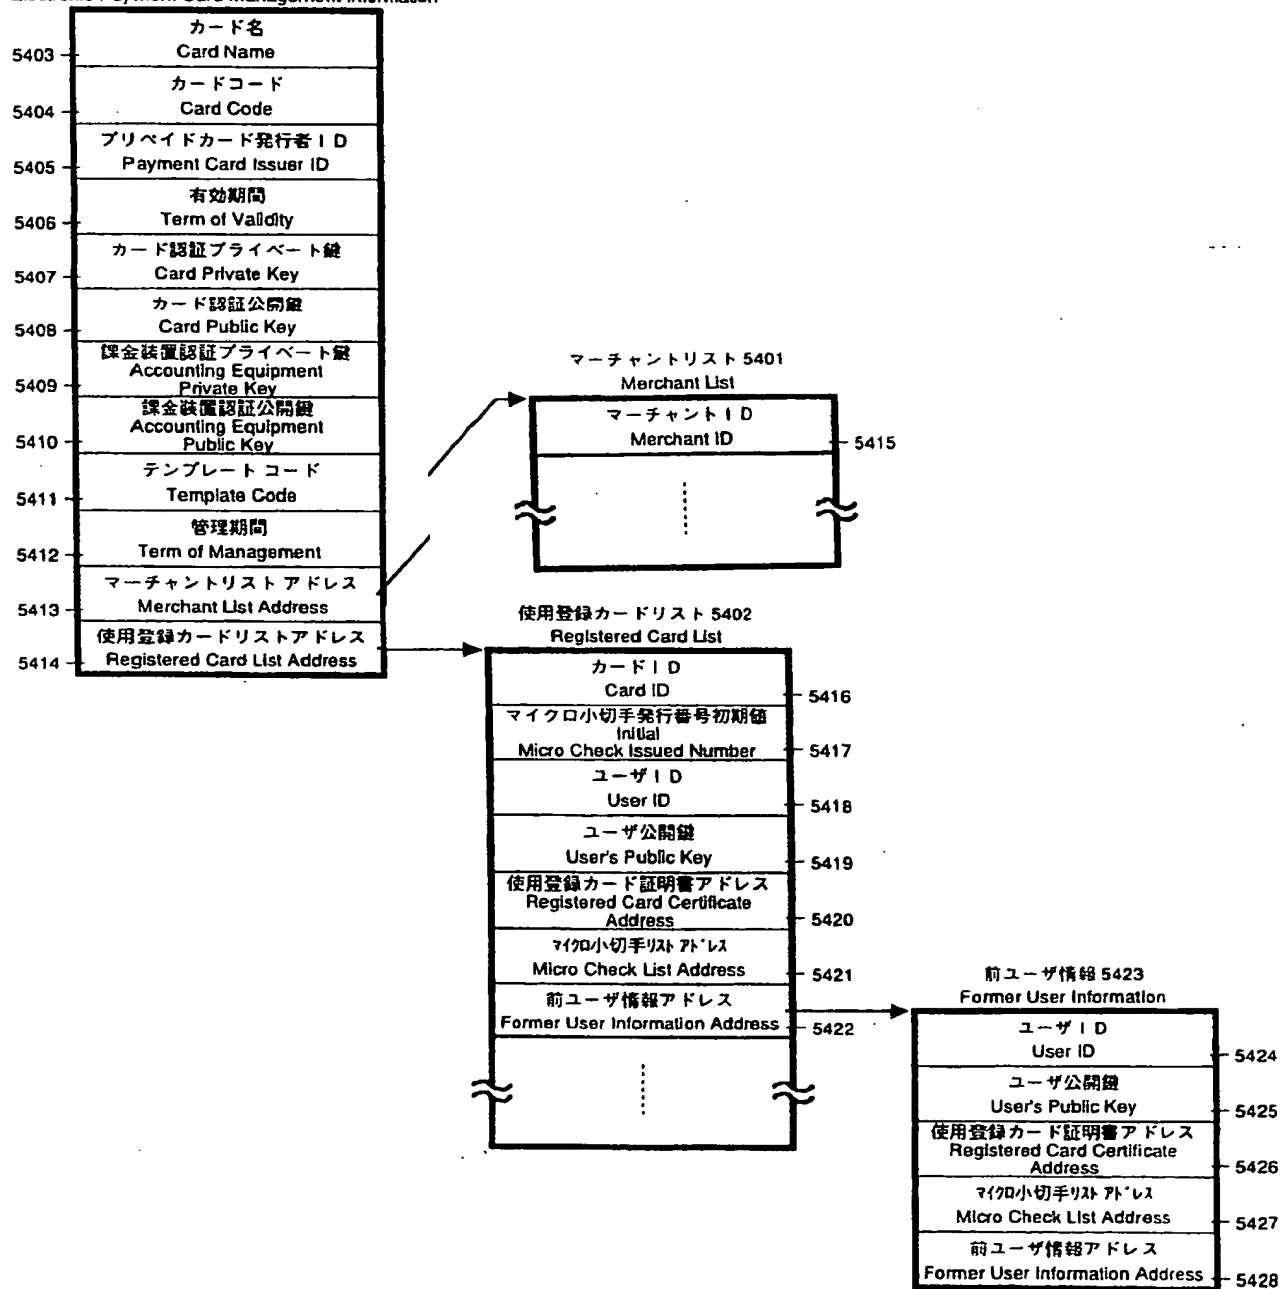 Electronic Payment Card Management Information
カード名
5403 Card Name
カードコード
5404 Card Code
プリペイドカード発行者ID
5405 Payment Card Issuer ID
有効期間
5406 Term of Validity
カード認証プライベート鍵
5407 Card Private Key
カード認証公開鍵
5408 Card Public Key
課金装置認証プライベート鍵
Accounting Equipment
5409 Private Key
課金装置認証公開鍵
Accounting Equipment
5410 Public Key
テンプレート コード
5411 Template Code
管理期間
5412 Term of Management
マーチャントリスト アドレス
5413 Merchant List Address
使用登録カードリストアドレス
5414 Registered Card List Address
マーチャントリスト 5401
Merchant List
マーチャントID
Merchant ID 5415
使用登録カードリスト 5402
Registered Card List
カードID
Card ID 5416
マイクロ小切手発行番号初期値
Initial
Micro Check Issued Number 5417
ユーザID
User ID 5418
ユーザ公開鍵
User's Public Key 5419
使用登録カード証明書アドレス
Registered Card Certificate
Address 5420
マイクロ小切手リスト アドレス
Micro Check List Address 5421
前ユーザ情報アドレス
Former User Information Address 5422
前ユーザ情報 5423
Former User Information
ユーザID
User ID 5424
ユーザ公開鍵
User's Public Key 5425
使用登録カード証明書アドレス
Registered Card Certificate
Address 5426
マイクロ小切手リスト アドレス
Micro Check List Address 5427
前ユーザ情報アドレス
Former User Information Address 5428